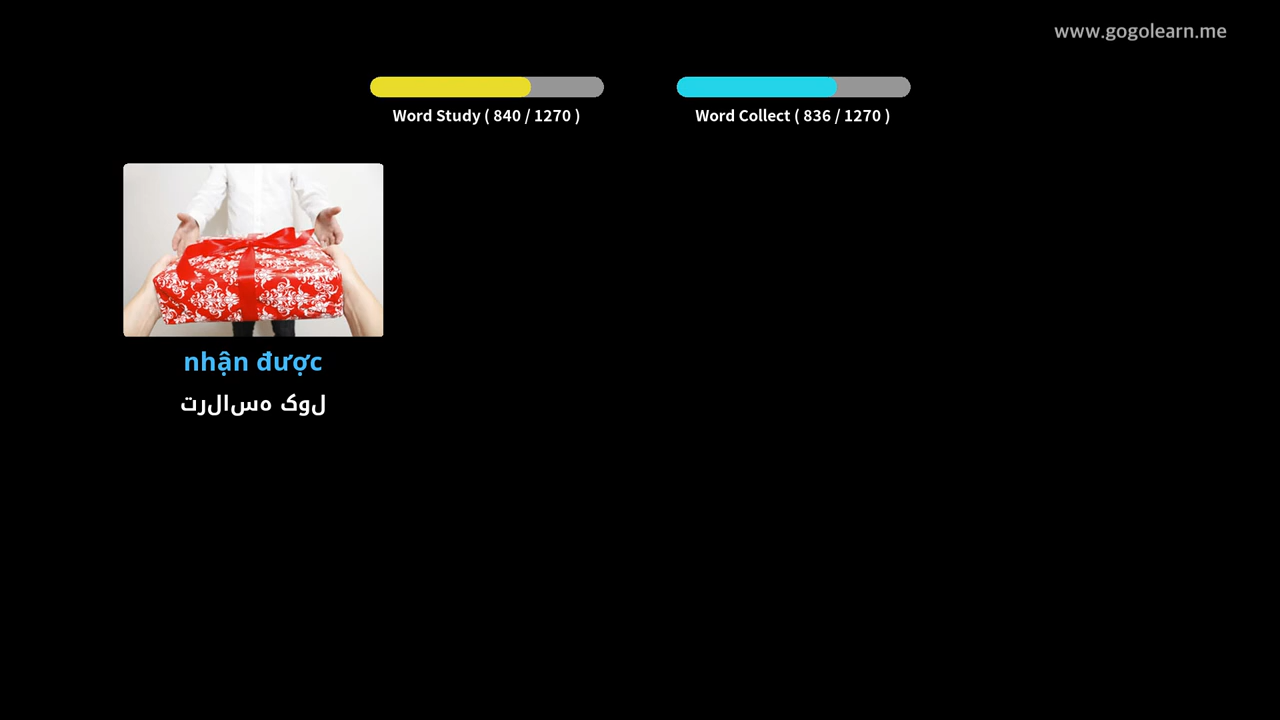 www.gogolearn.me
Word Study ( 840 / 1270 )
Word Collect ( 836 / 1270 )
nhận được
لوک هسالرت